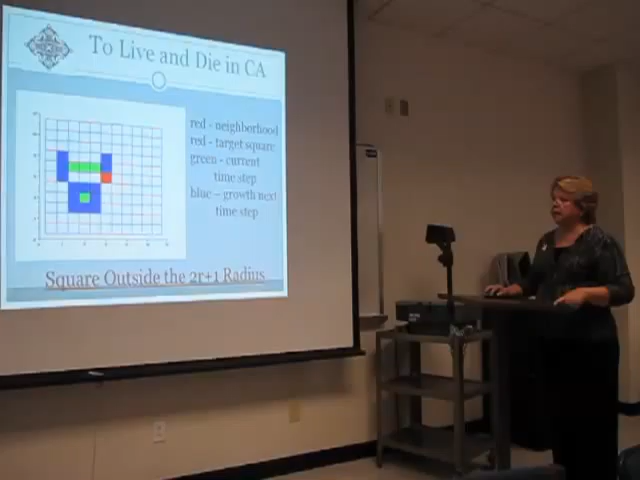 To Live and Die in CA
red - neighborhood
red - target square
green - current
time step
blue – growth next
time step
Square Outside the 2r+1 Radius